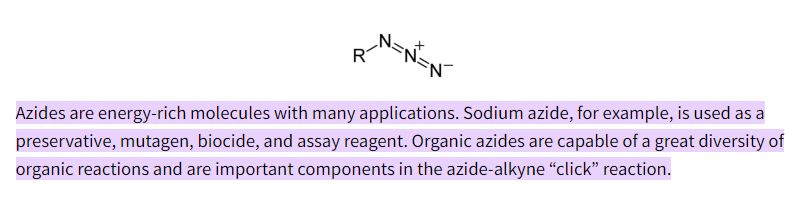 R N N + N −
Azides are energy-rich molecules with many applications. Sodium azide, for example, is used as a
preservative, mutagen, biocide, and assay reagent. Organic azides are capable of a great diversity of
organic reactions and are important components in the azide-alkyne “click” reaction.